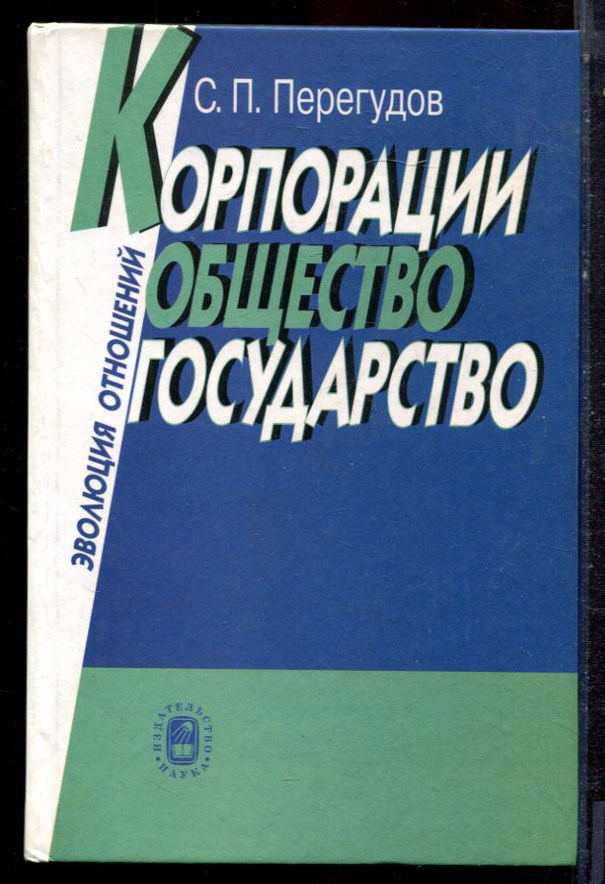 С. П. Перегудов
КОРПОРАЦИИ
ОБЩЕСТВО
ГОСУДАРСТВО
ЭВОЛЮЦИЯ ОТНОШЕНИЙ
ИЗДАТЕЛЬСТВО
НАУКА